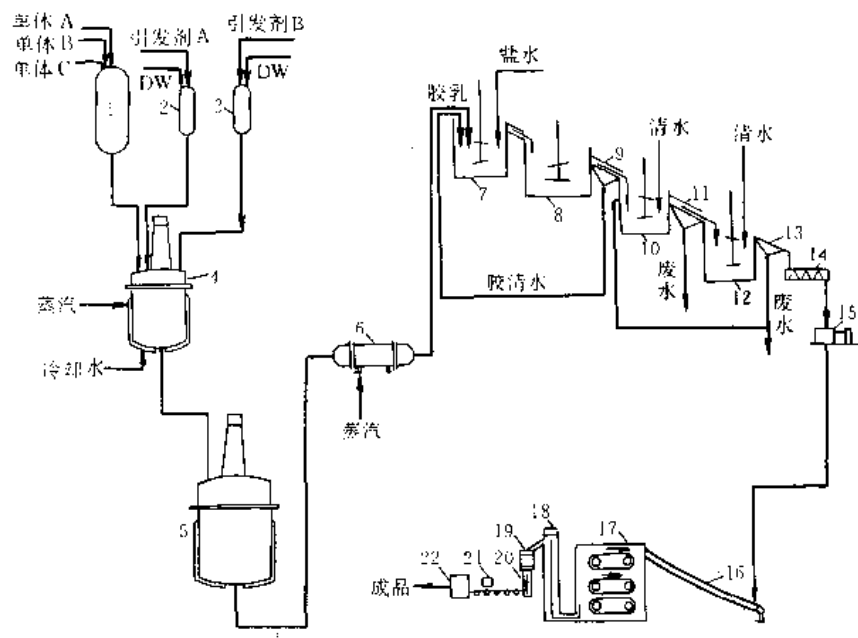 单体A
单体B
单体C
引发剂A
DW
引发剂B
DW
1
2
3
4
蒸汽
冷却水
5
6
蒸汽
胶乳
盐水
7
8
9
清水
10
11
清水
12
13
14
15
胶清水
废水
废水
16
17
18
19
20
21
22
成品